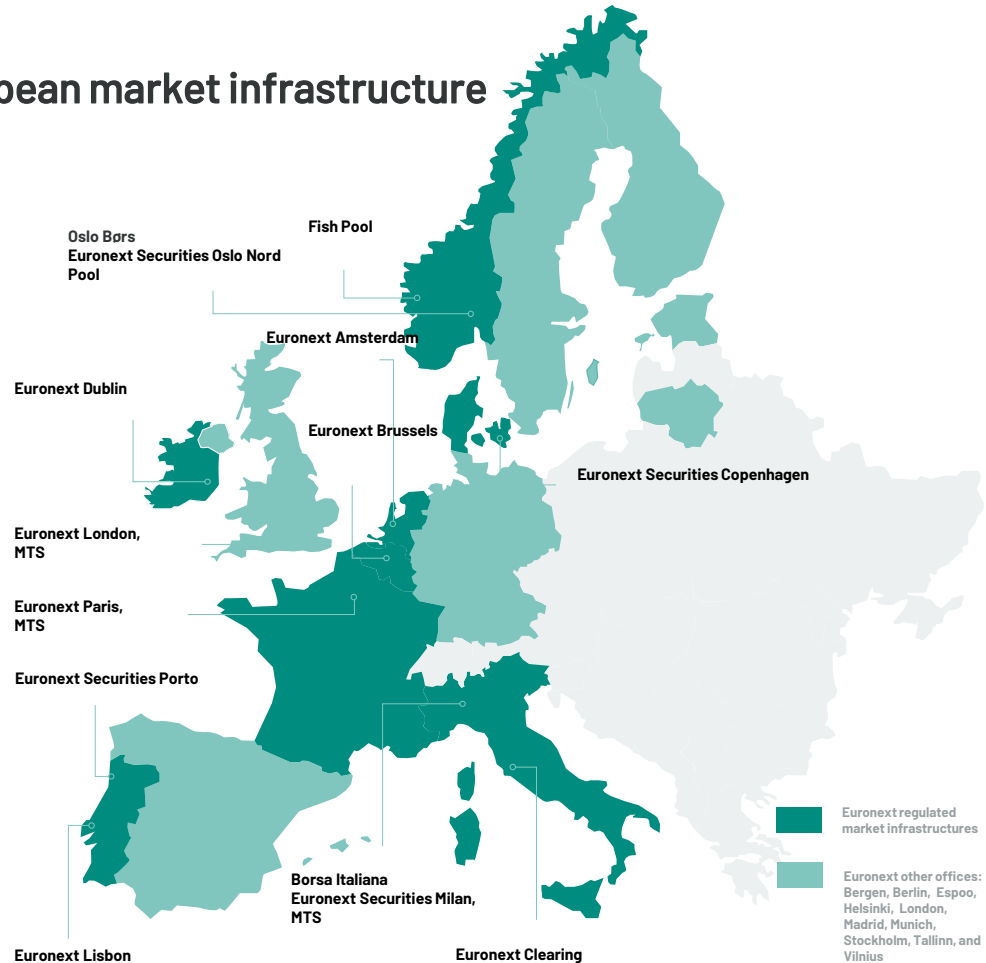 pean market infrastructure
Fish Pool
Oslo Børs
Euronext Securities Oslo Nord
Pool
Euronext Amsterdam
Euronext Dublin
Euronext Brussels
Euronext Securities Copenhagen
Euronext London,
MTS
Euronext Paris,
MTS
Euronext Securities Porto
Euronext regulated
market infrastructures
Euronext other offices:
Bergen, Berlin, Espoo,
Helsinki, London,
Madrid, Munich,
Stockholm, Tallinn, and
Vilnius
Borsa Italiana
Euronext Securities Milan,
MTS
Euronext Lisbon
Euronext Clearing